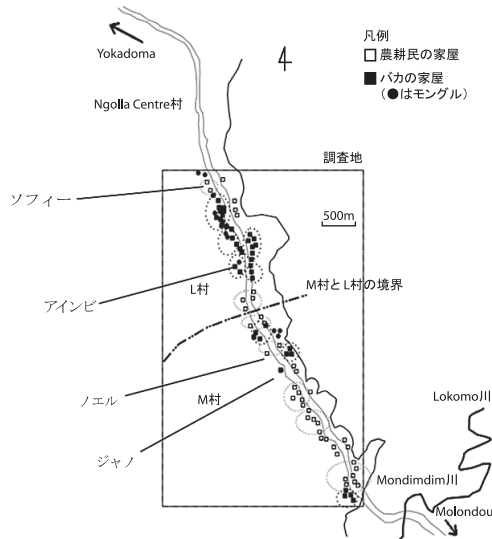 Yokadoma
凡例
□農耕民の家屋
■バカの家屋
(●はモングル)
Ngolla Centre村
調査地
ソフィー
500m
アインビ
L村
M村とL村の境界
ノエル
M村
ジャノ
Lokomo川
Mondimdim川
Molondou